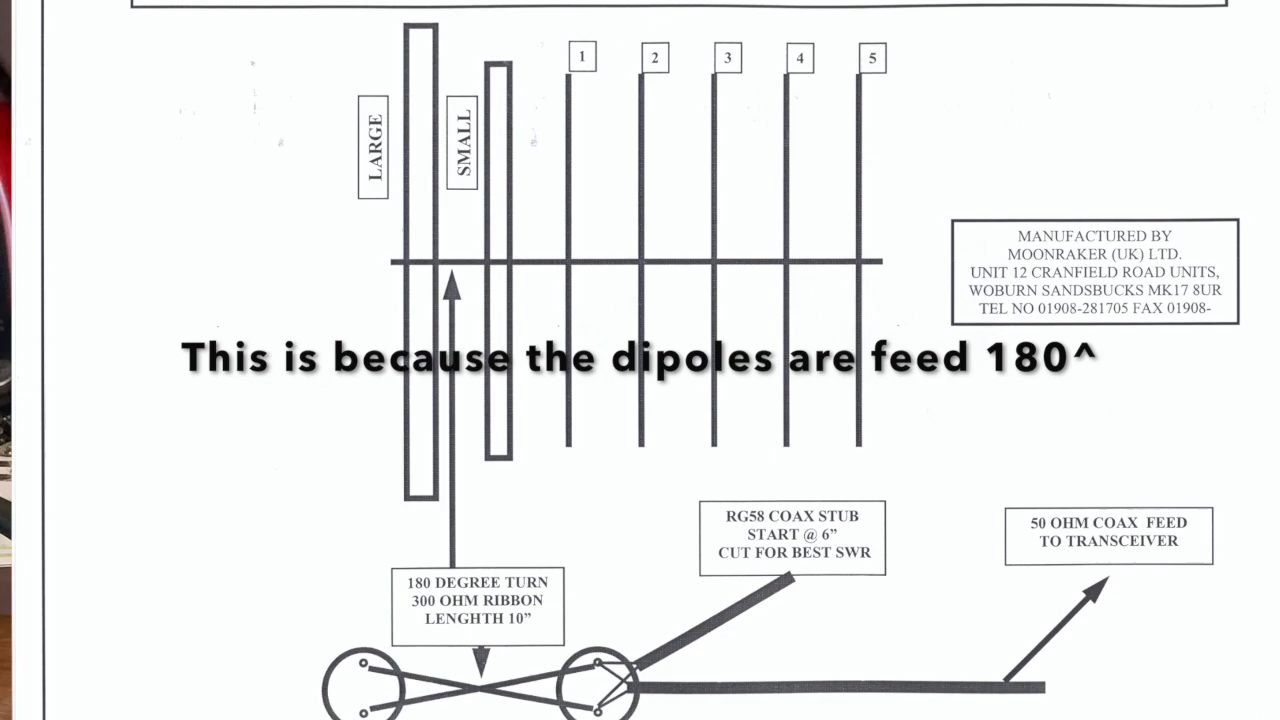 1
2
3
4
5
LARGE
SMALL
MANUFACTURED BY
MOONRAKER (UK) LTD.
UNIT 12 CRANFIELD ROAD UNITS,
WOBURN SANDSBUCKS MK17 8UR
TEL NO 01908-281705 FAX 01908-
This is because the dipoles are feed 180^
RG58 COAX STUB
START @ 6”
CUT FOR BEST SWR
50 OHM COAX FEED
TO TRANSCEIVER
180 DEGREE TURN
300 OHM RIBBON
LENGHTH 10”